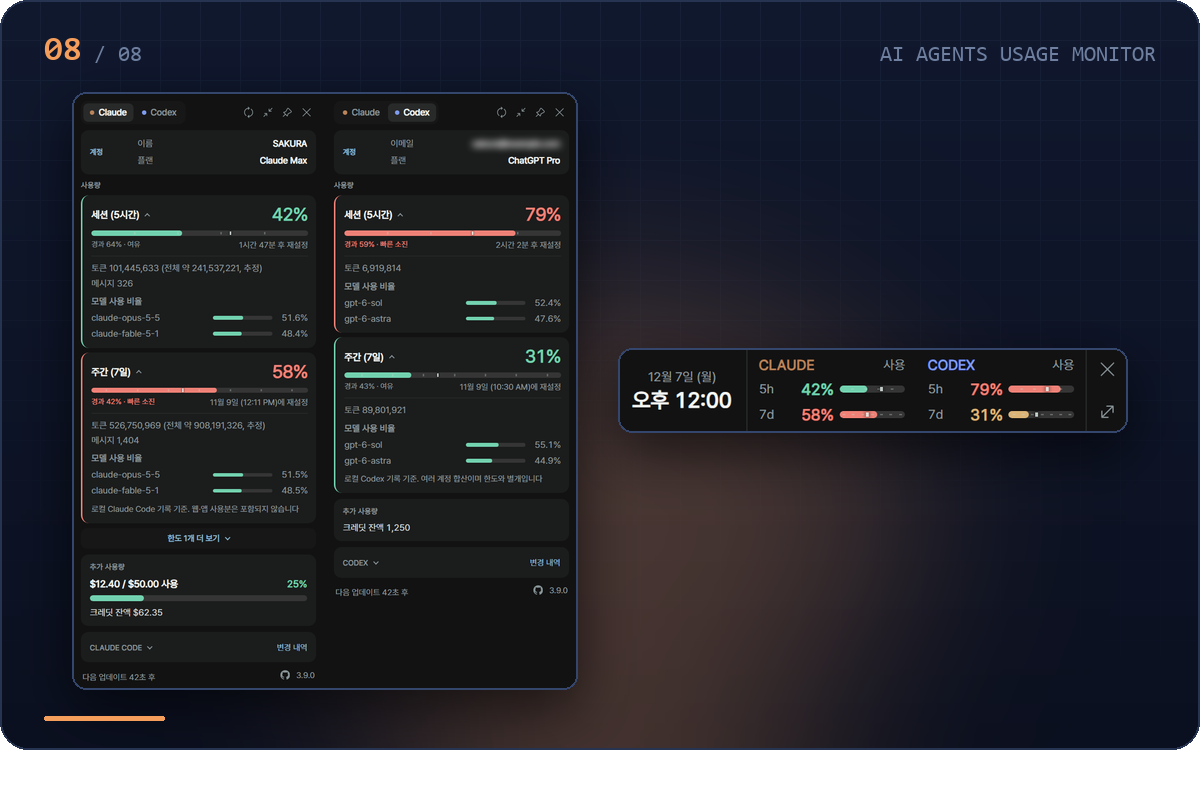 08 / 08
AI AGENTS USAGE MONITOR
Claude Codex
계정
이름 SAKURA
플랜 Claude Max
사용량
세션 (5시간) 42%
경과 64% · 여유 1시간 47분 후 재설정
토큰 101,445,633 (전체 약 241,537,221, 추정)
메시지 326
모델 사용 비율
claude-opus-5-5 51.6%
claude-fable-5-1 48.4%
주간 (7일) 58%
경과 42% · 빠른 소진 11월 9일 (12:11 PM)에 재설정
토큰 526,750,969 (전체 약 908,191,326, 추정)
메시지 1,404
모델 사용 비율
claude-opus-5-5 51.5%
claude-fable-5-1 48.5%
로컬 Claude Code 기록 기준. 웹·앱 사용분은 포함되지 않습니다
한도 1개 더 보기
추가 사용량
$12.40 / $50.00 사용 25%
크레딧 잔액 $62.35
CLAUDE CODE 변경 내역
다음 업데이트 42초 후 3.9.0
Claude Codex
계정
이메일
플랜 ChatGPT Pro
사용량
세션 (5시간) 79%
경과 59% · 빠른 소진 2시간 2분 후 재설정
토큰 6,919,814
모델 사용 비율
gpt-6-sol 52.4%
gpt-6-astra 47.6%
주간 (7일) 31%
경과 43% · 여유 11월 9일 (10:30 AM)에 재설정
토큰 89,801,921
모델 사용 비율
gpt-6-sol 55.1%
gpt-6-astra 44.9%
로컬 Codex 기록 기준. 여러 계정 합산이며 한도와 별개입니다
추가 사용량
크레딧 잔액 1,250
CODEX 변경 내역
다음 업데이트 42초 후 3.9.0
12월 7일 (월)
오후 12:00
CLAUDE 사용
5h 42%
7d 58%
CODEX 사용
5h 79%
7d 31%